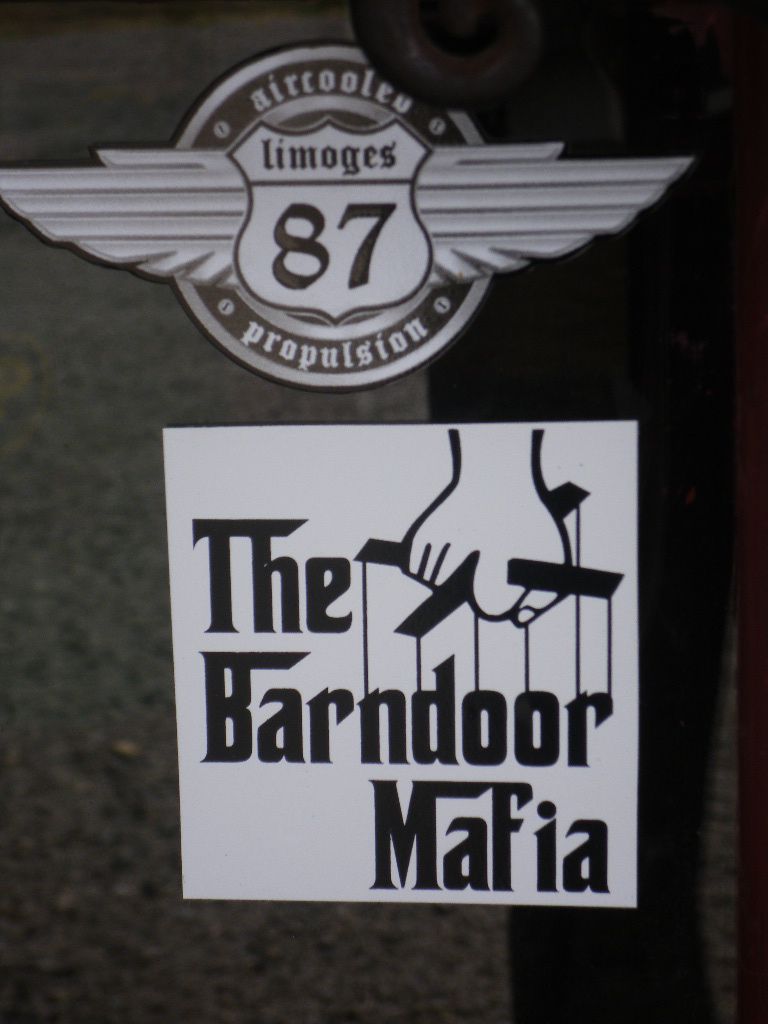 aircooled
limoges
87
propulsion
The
Barndoor
Mafia